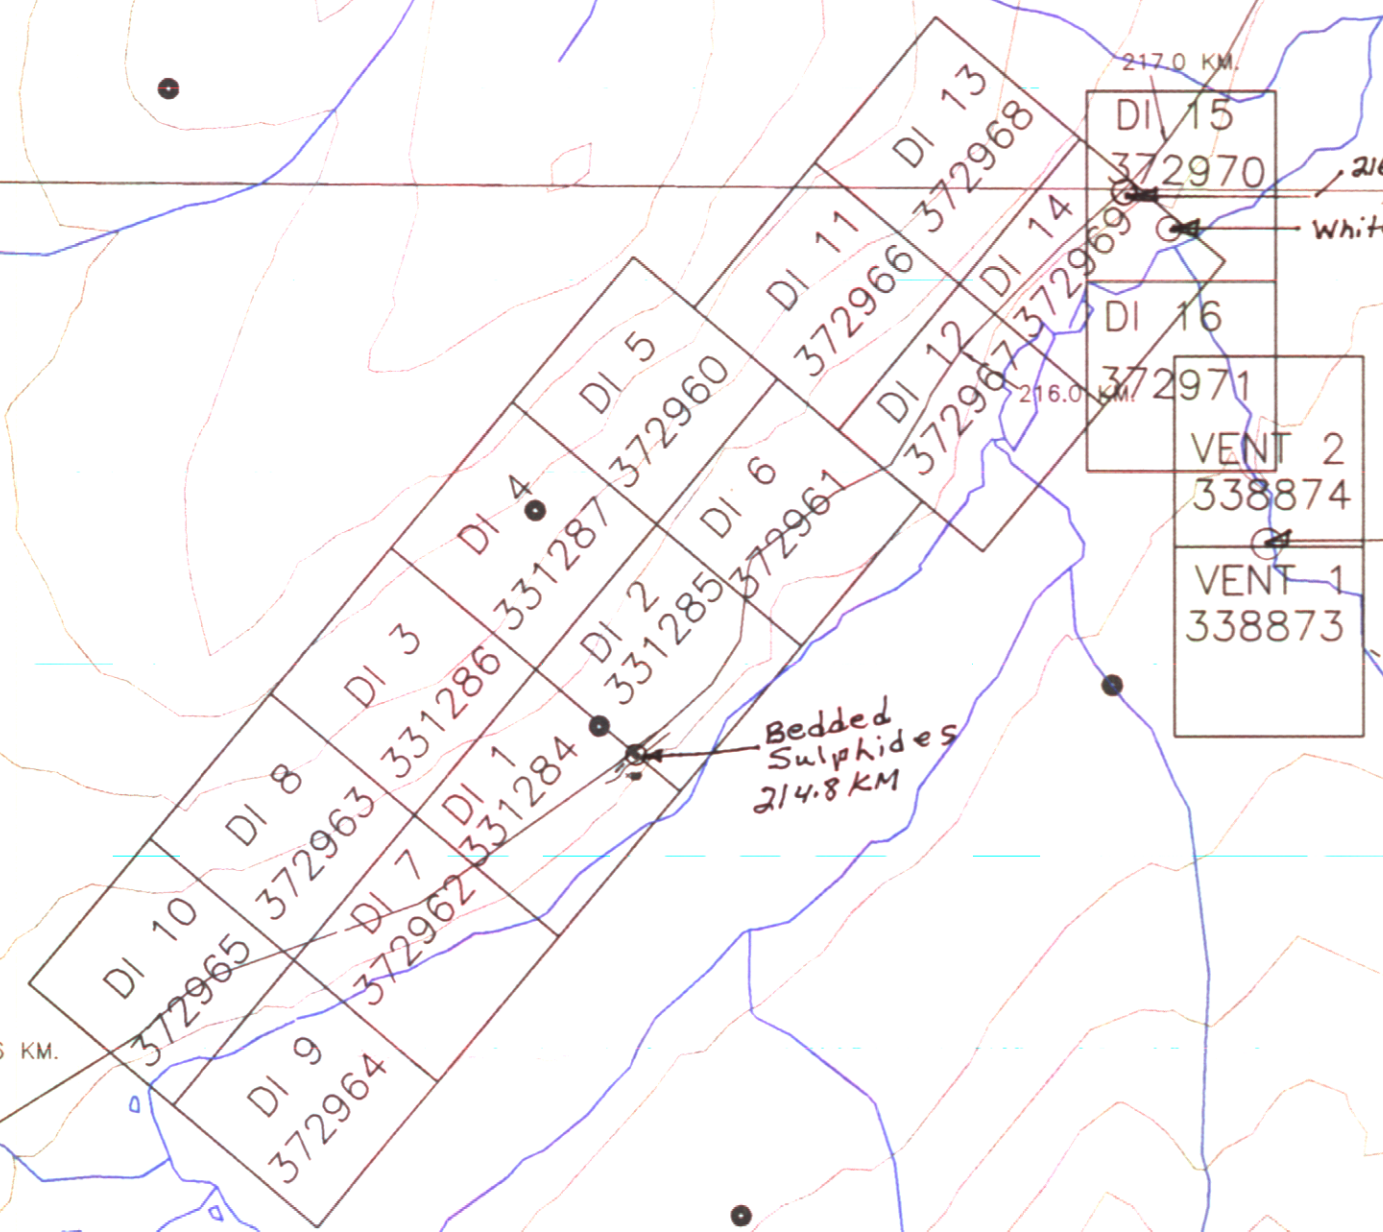 217.0 KM.
DI 15
372970
DI 13
372968
DI 14
372969
DI 11
372966
DI 12
372967
DI 16
372971
216.0 KM.
DI 5
372960
DI 6
372961
VENT 2
338874
VENT 1
338873
DI 4
331287
DI 2
331285
DI 3
331286
DI 1
331284
Bedded
Sulphides
214.8 KM
DI 8
372963
DI 7
372962
DI 10
372965
DI 9
372964
KM.